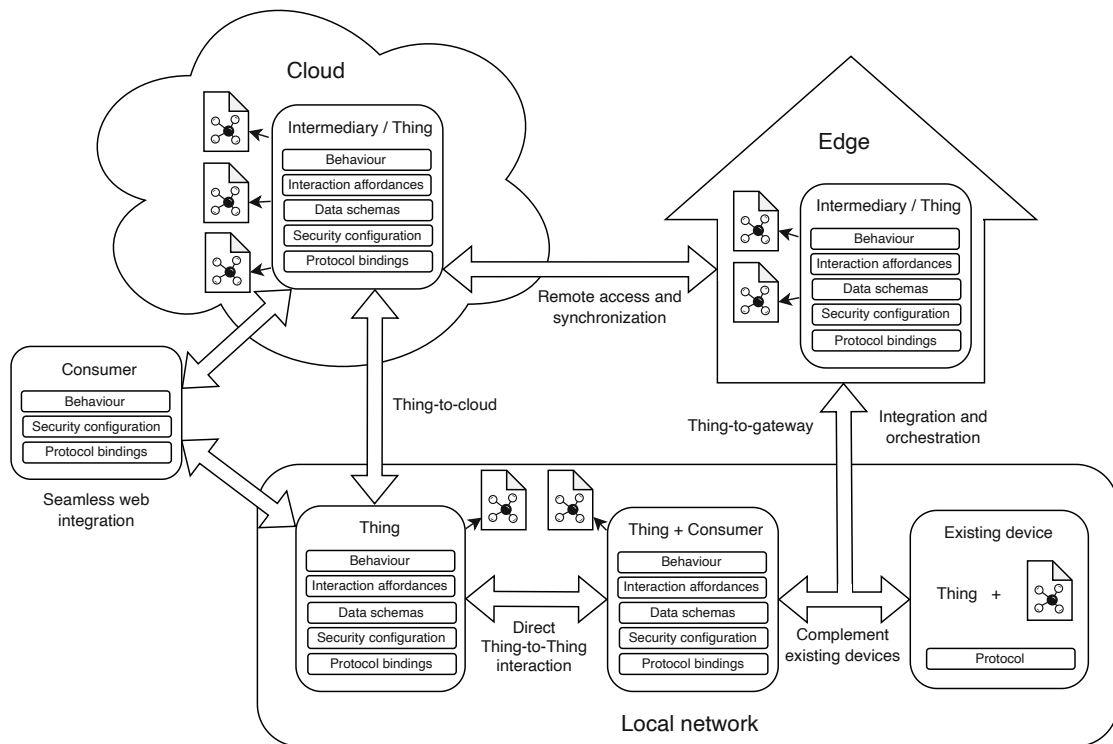 Cloud
Intermediary / Thing
Behaviour
Interaction affordances
Data schemas
Security configuration
Protocol bindings
Edge
Intermediary / Thing
Behaviour
Interaction affordances
Data schemas
Security configuration
Protocol bindings
Remote access and
synchronization
Consumer
Behaviour
Security configuration
Protocol bindings
Seamless web
integration
Thing-to-cloud
Thing-to-gateway
Integration and
orchestration
Thing
Behaviour
Interaction affordances
Data schemas
Security configuration
Protocol bindings
Direct
Thing-to-Thing
interaction
Thing + Consumer
Behaviour
Interaction affordances
Data schemas
Security configuration
Protocol bindings
Complement
existing devices
Existing device
Thing +
Protocol
Local network